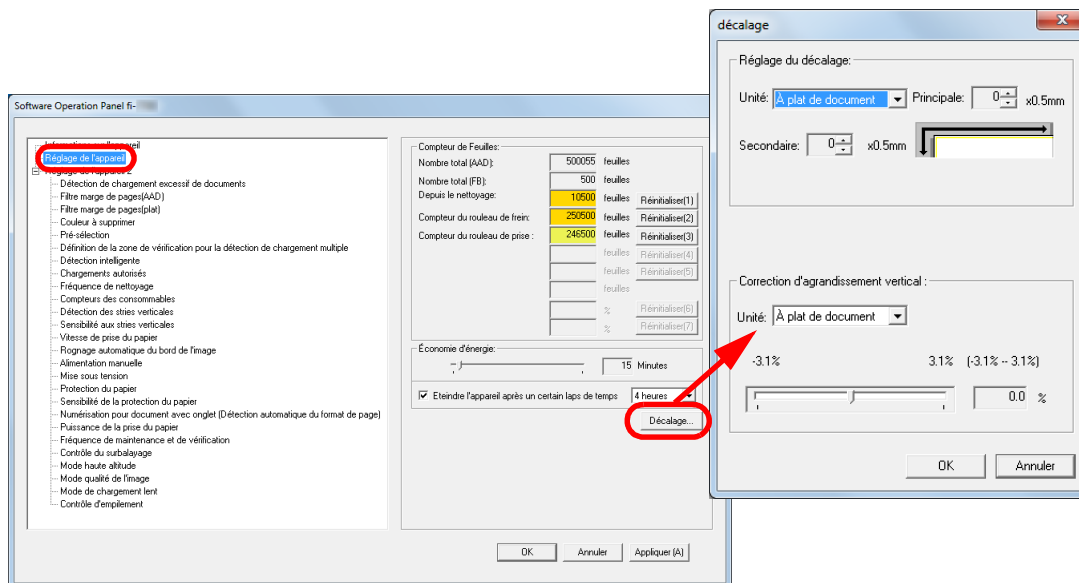 Software Operation Panel fi-
Informations sur l'appareil
Réglage de l'appareil
Réglage de l'appareil 2
Détection de chargement excessif de documents
Filtre marge de pages(AAD)
Filtre marge de pages(plat)
Couleur à supprimer
Pré-sélection
Définition de la zone de vérification pour la détection de chargement multiple
Détection intelligente
Chargements autorisés
Fréquence de nettoyage
Compteurs des consommables
Détection des stries verticales
Sensibilité aux stries verticales
Vitesse de prise du papier
Rognage automatique du bord de l'image
Alimentation manuelle
Mise sous tension
Protection du papier
Sensibilité de la protection du papier
Numérisation pour document avec onglet (Détection automatique du format de page)
Puissance de la prise du papier
Fréquence de maintenance et de vérification
Contrôle du surbalayage
Mode haute altitude
Mode qualité de l'image
Mode de chargement lent
Contrôle d'empilement
Compteur de Feuilles:
Nombre total (AAD): 500055 feuilles
Nombre total (FB): 500 feuilles
Depuis le nettoyage: 10500 feuilles Réinitialiser(1)
Compteur du rouleau de frein: 250500 feuilles Réinitialiser(2)
Compteur du rouleau de prise : 246500 feuilles Réinitialiser(3)
feuilles Réinitialiser(4)
feuilles Réinitialiser(5)
feuilles
% Réinitialiser(6)
% Réinitialiser(7)
Économie d'énergie:
15 Minutes
Eteindre l'appareil après un certain laps de temps 4 heures
Décalage...
OK Annuler Appliquer (A)
décalage
Réglage du décalage:
Unité: À plat de document Principale: 0 x0.5mm
Secondaire: 0 x0.5mm
Correction d'agrandissement vertical :
Unité: À plat de document
-3.1% 3.1% (-3.1% -- 3.1%)
0.0 %
OK Annuler